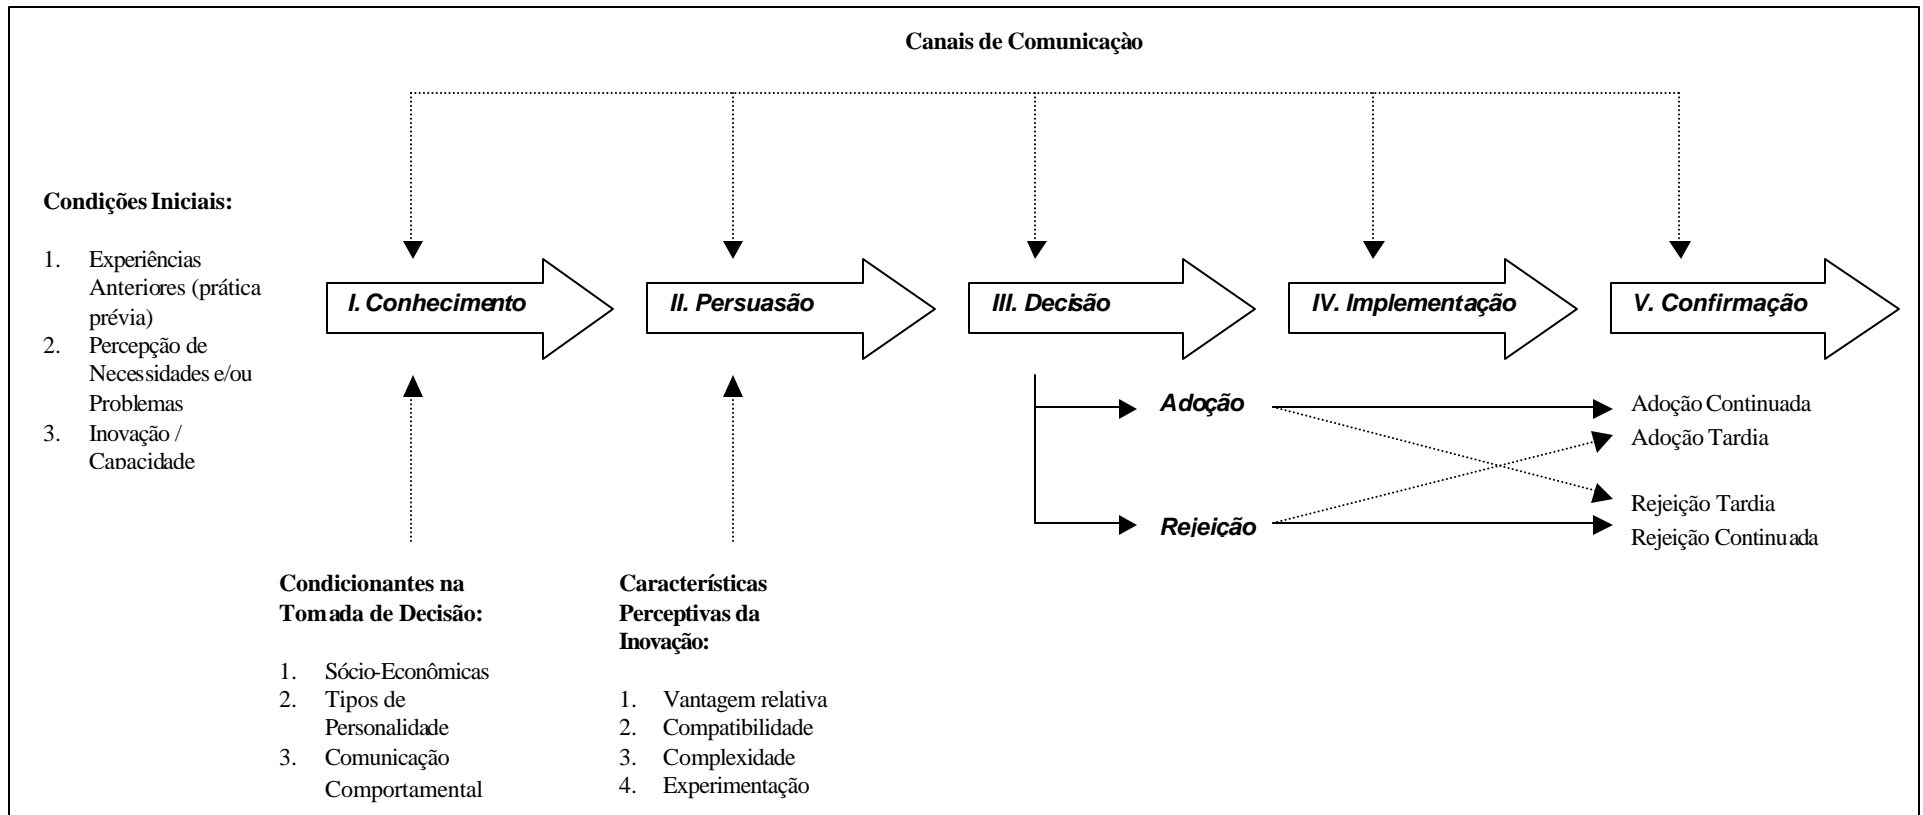 Canais de Comunicaçào
Condições Iniciais:
1. Experiências
Anteriores (prática
prévia)
2. Percepção de
Necessidades e/ou
Problemas
3. Inovação /
Capacidade
I. Conhecimento
II. Persuasão
III. Decisão
IV. Implementação
V. Confirmação
Adoção
Rejeição
Adoção Continuada
Adoção Tardia
Rejeição Tardia
Rejeição Continuada
Condicionantes na
Tomada de Decisão:
1. Sócio-Econômicas
2. Tipos de
Personalidade
3. Comunicação
Comportamental
Características
Perceptivas da
Inovação:
1. Vantagem relativa
2. Compatibilidade
3. Complexidade
4. Experimentação